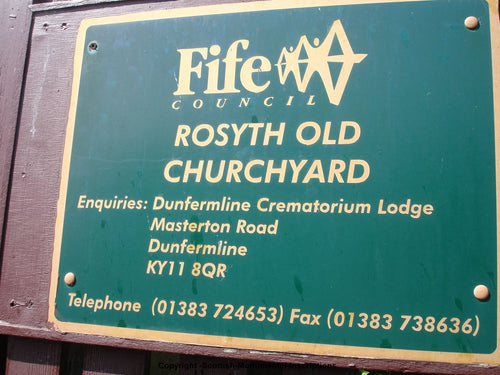 Fife
COUNCIL
ROSYTH OLD
CHURCHYARD
Enquiries: Dunfermline Crematorium Lodge
Masterton Road
Dunfermline
KY11 8QR
Telephone (01383 724653) Fax (01383 738636)